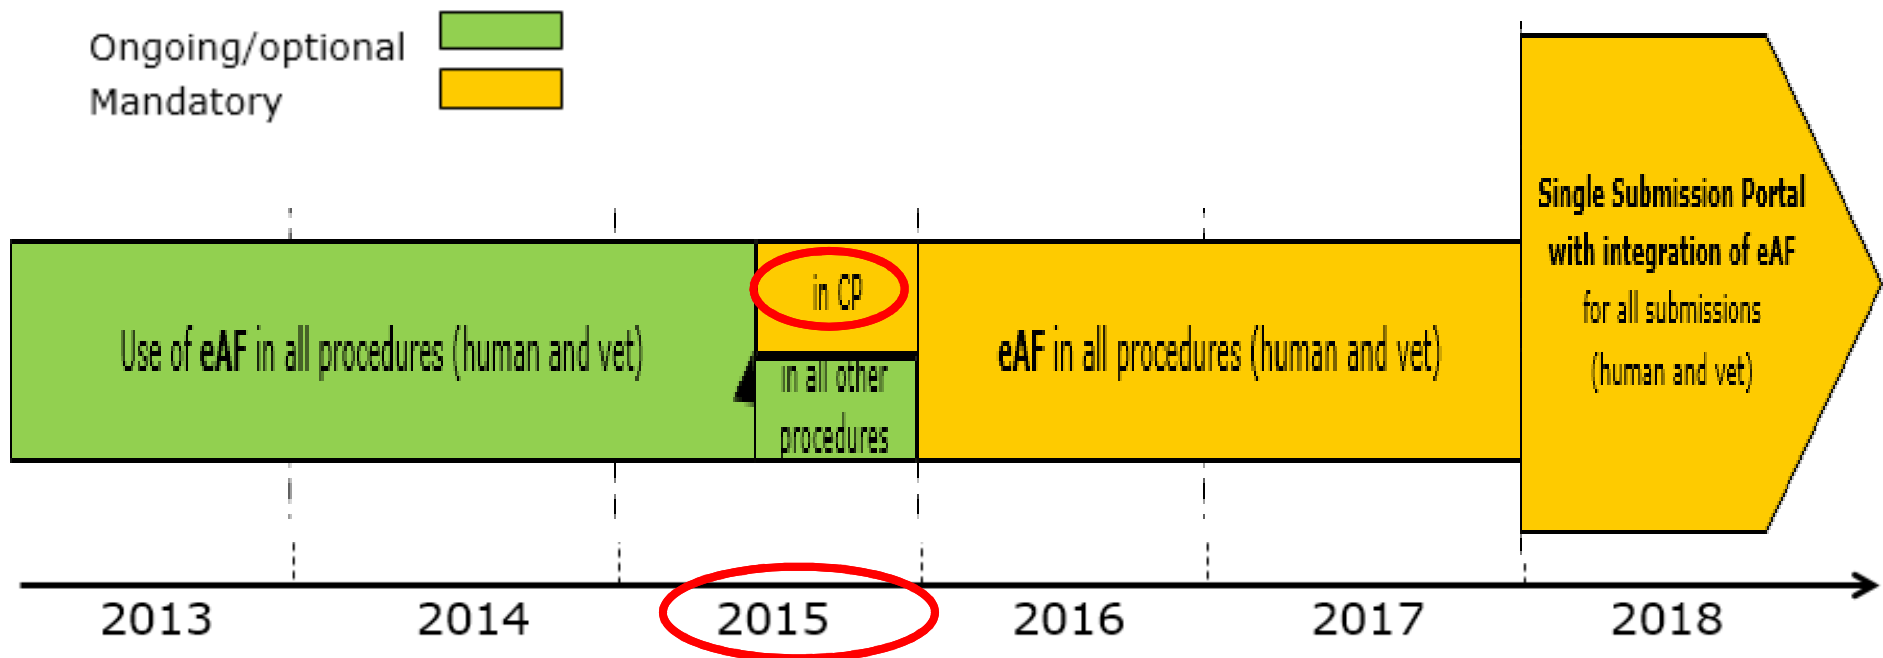 Ongoing/optional
Mandatory
Use of eAF in all procedures (human and vet)
in CP
in all other
procedures
eAF in all procedures (human and vet)
Single Submission Portal
with integration of eAF
for all submissions
(human and vet)
2013
2014
2015
2016
2017
2018